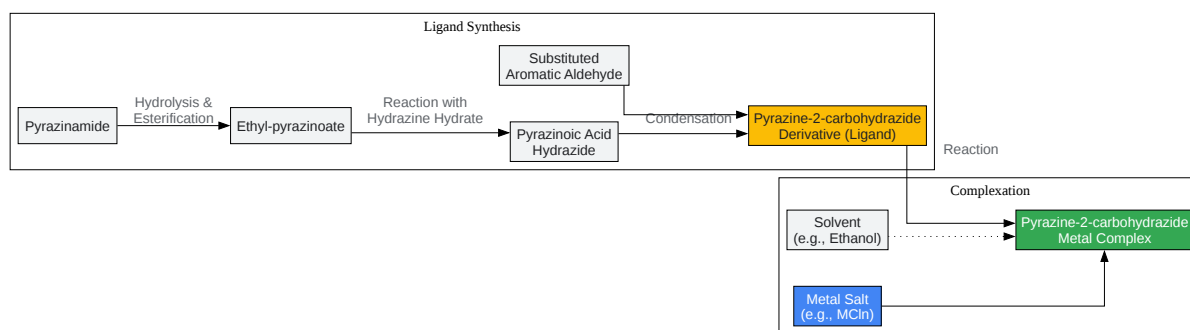 Ligand Synthesis
Substituted
Aromatic Aldehyde
Pyrazinamide
Hydrolysis &
Esterification
Ethyl-pyrazinoate
Reaction with
Hydrazine Hydrate
Pyrazinoic Acid
Hydrazide
Condensation
Pyrazine-2-carbohydrazide
Derivative (Ligand)
Reaction
Complexation
Solvent
(e.g., Ethanol)
Pyrazine-2-carbohydrazide
Metal Complex
Metal Salt
(e.g., MCln)